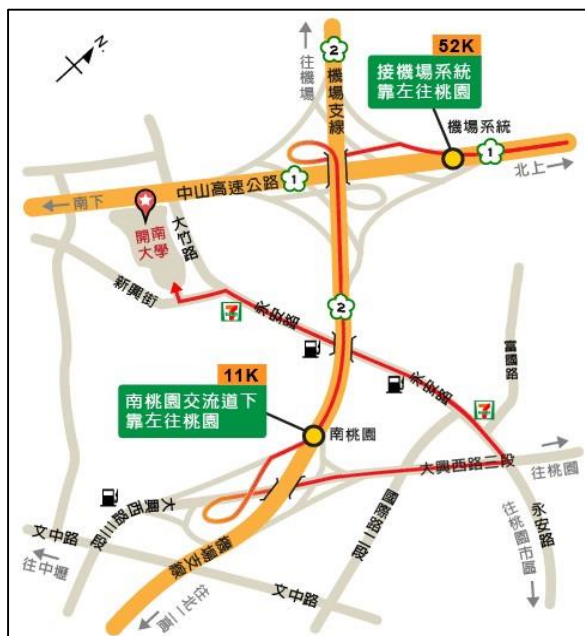 N.
往機場
2
機場支線
52K
接機場系統
靠左往桃園
機場系統
1
北上
中山高速公路
1
南下
開南
大學
大竹路
新興街
7
永安路
2
富國路
永安路
7
11K
南桃園交流道下
靠左往桃園
南桃園
大興西路二段
往桃園
大興西路三段
國際路二段
永安路
往桃園市區
文中路
往中壢
機場支線
文中路
往北二高